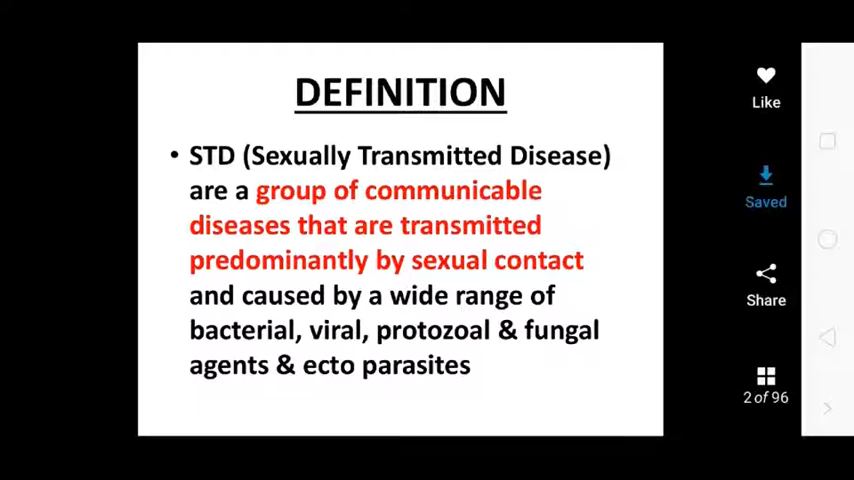 DEFINITION
• STD (Sexually Transmitted Disease)
are a group of communicable
diseases that are transmitted
predominantly by sexual contact
and caused by a wide range of
bacterial, viral, protozoal & fungal
agents & ecto parasites
Like
Saved
Share
2 of 96